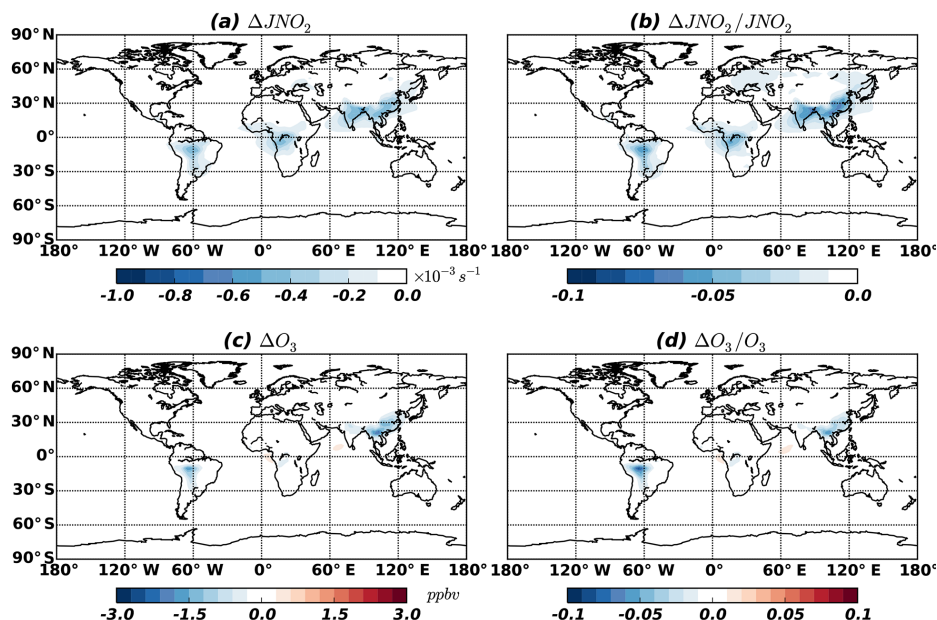 (a) ΔJNO₂
(b) ΔJNO₂/JNO₂
90° N
60° N
30° N
0°
30° S
60° S
90° S
180° 120° W 60° W 0° 60° E 120° E 180°
180° 120° W 60° W 0° 60° E 120° E 180°
-1.0 -0.8 -0.6 -0.4 -0.2 0.0 ×10⁻³ s⁻¹
-0.1 -0.05 0.0
(c) ΔO₃
(d) ΔO₃/O₃
90° N
60° N
30° N
0°
30° S
60° S
90° S
180° 120° W 60° W 0° 60° E 120° E 180°
180° 120° W 60° W 0° 60° E 120° E 180°
-3.0 -1.5 0.0 1.5 3.0 ppbv
-0.1 -0.05 0.0 0.05 0.1